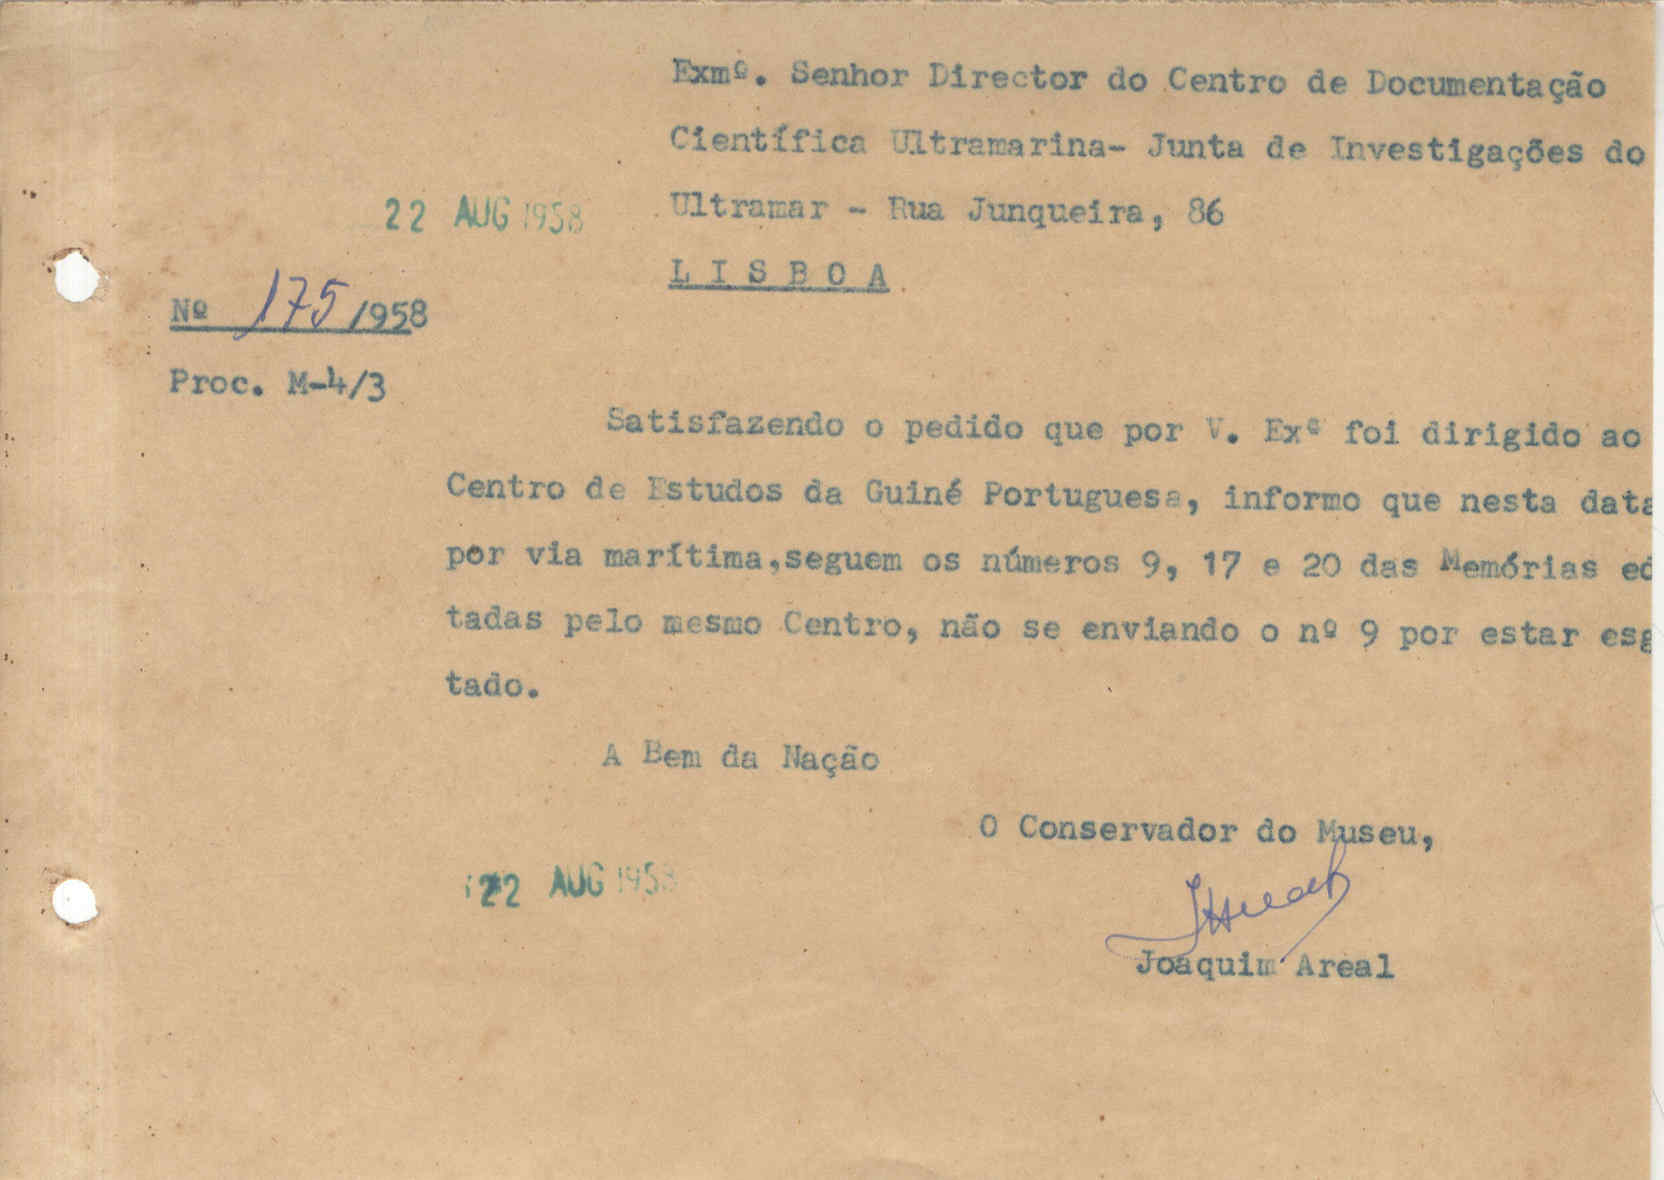 Exmº. Senhor Director do Centro de Documentação
Científica Ultramarina- Junta de Investigações do
22 AUG 1958
Ultramar - Rua Junqueira, 86
L I S B O A
Nº 175/1958
Proc. M-4/3
Satisfazendo o pedido que por V. Exª foi dirigido ao
Centro de Estudos da Guiné Portuguesa, informo que nesta data
por via marítima,seguem os números 9, 17 e 20 das Memórias ed
tadas pelo mesmo Centro, não se enviando o nº 9 por estar esg
tado.
A Bem da Nação
O Conservador do Museu,
22 AUG 1958
Joaquim Areal